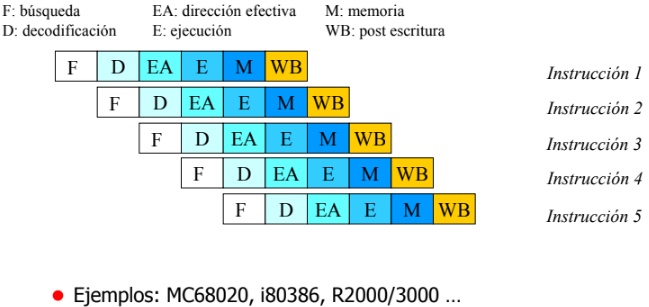 F: búsqueda EA: dirección efectiva M: memoria
D: decodificación E: ejecución WB: post escritura
F D EA E M WB Instrucción 1
F D EA E M WB Instrucción 2
F D EA E M WB Instrucción 3
F D EA E M WB Instrucción 4
F D EA E M WB Instrucción 5
● Ejemplos: MC68020, i80386, R2000/3000 ...